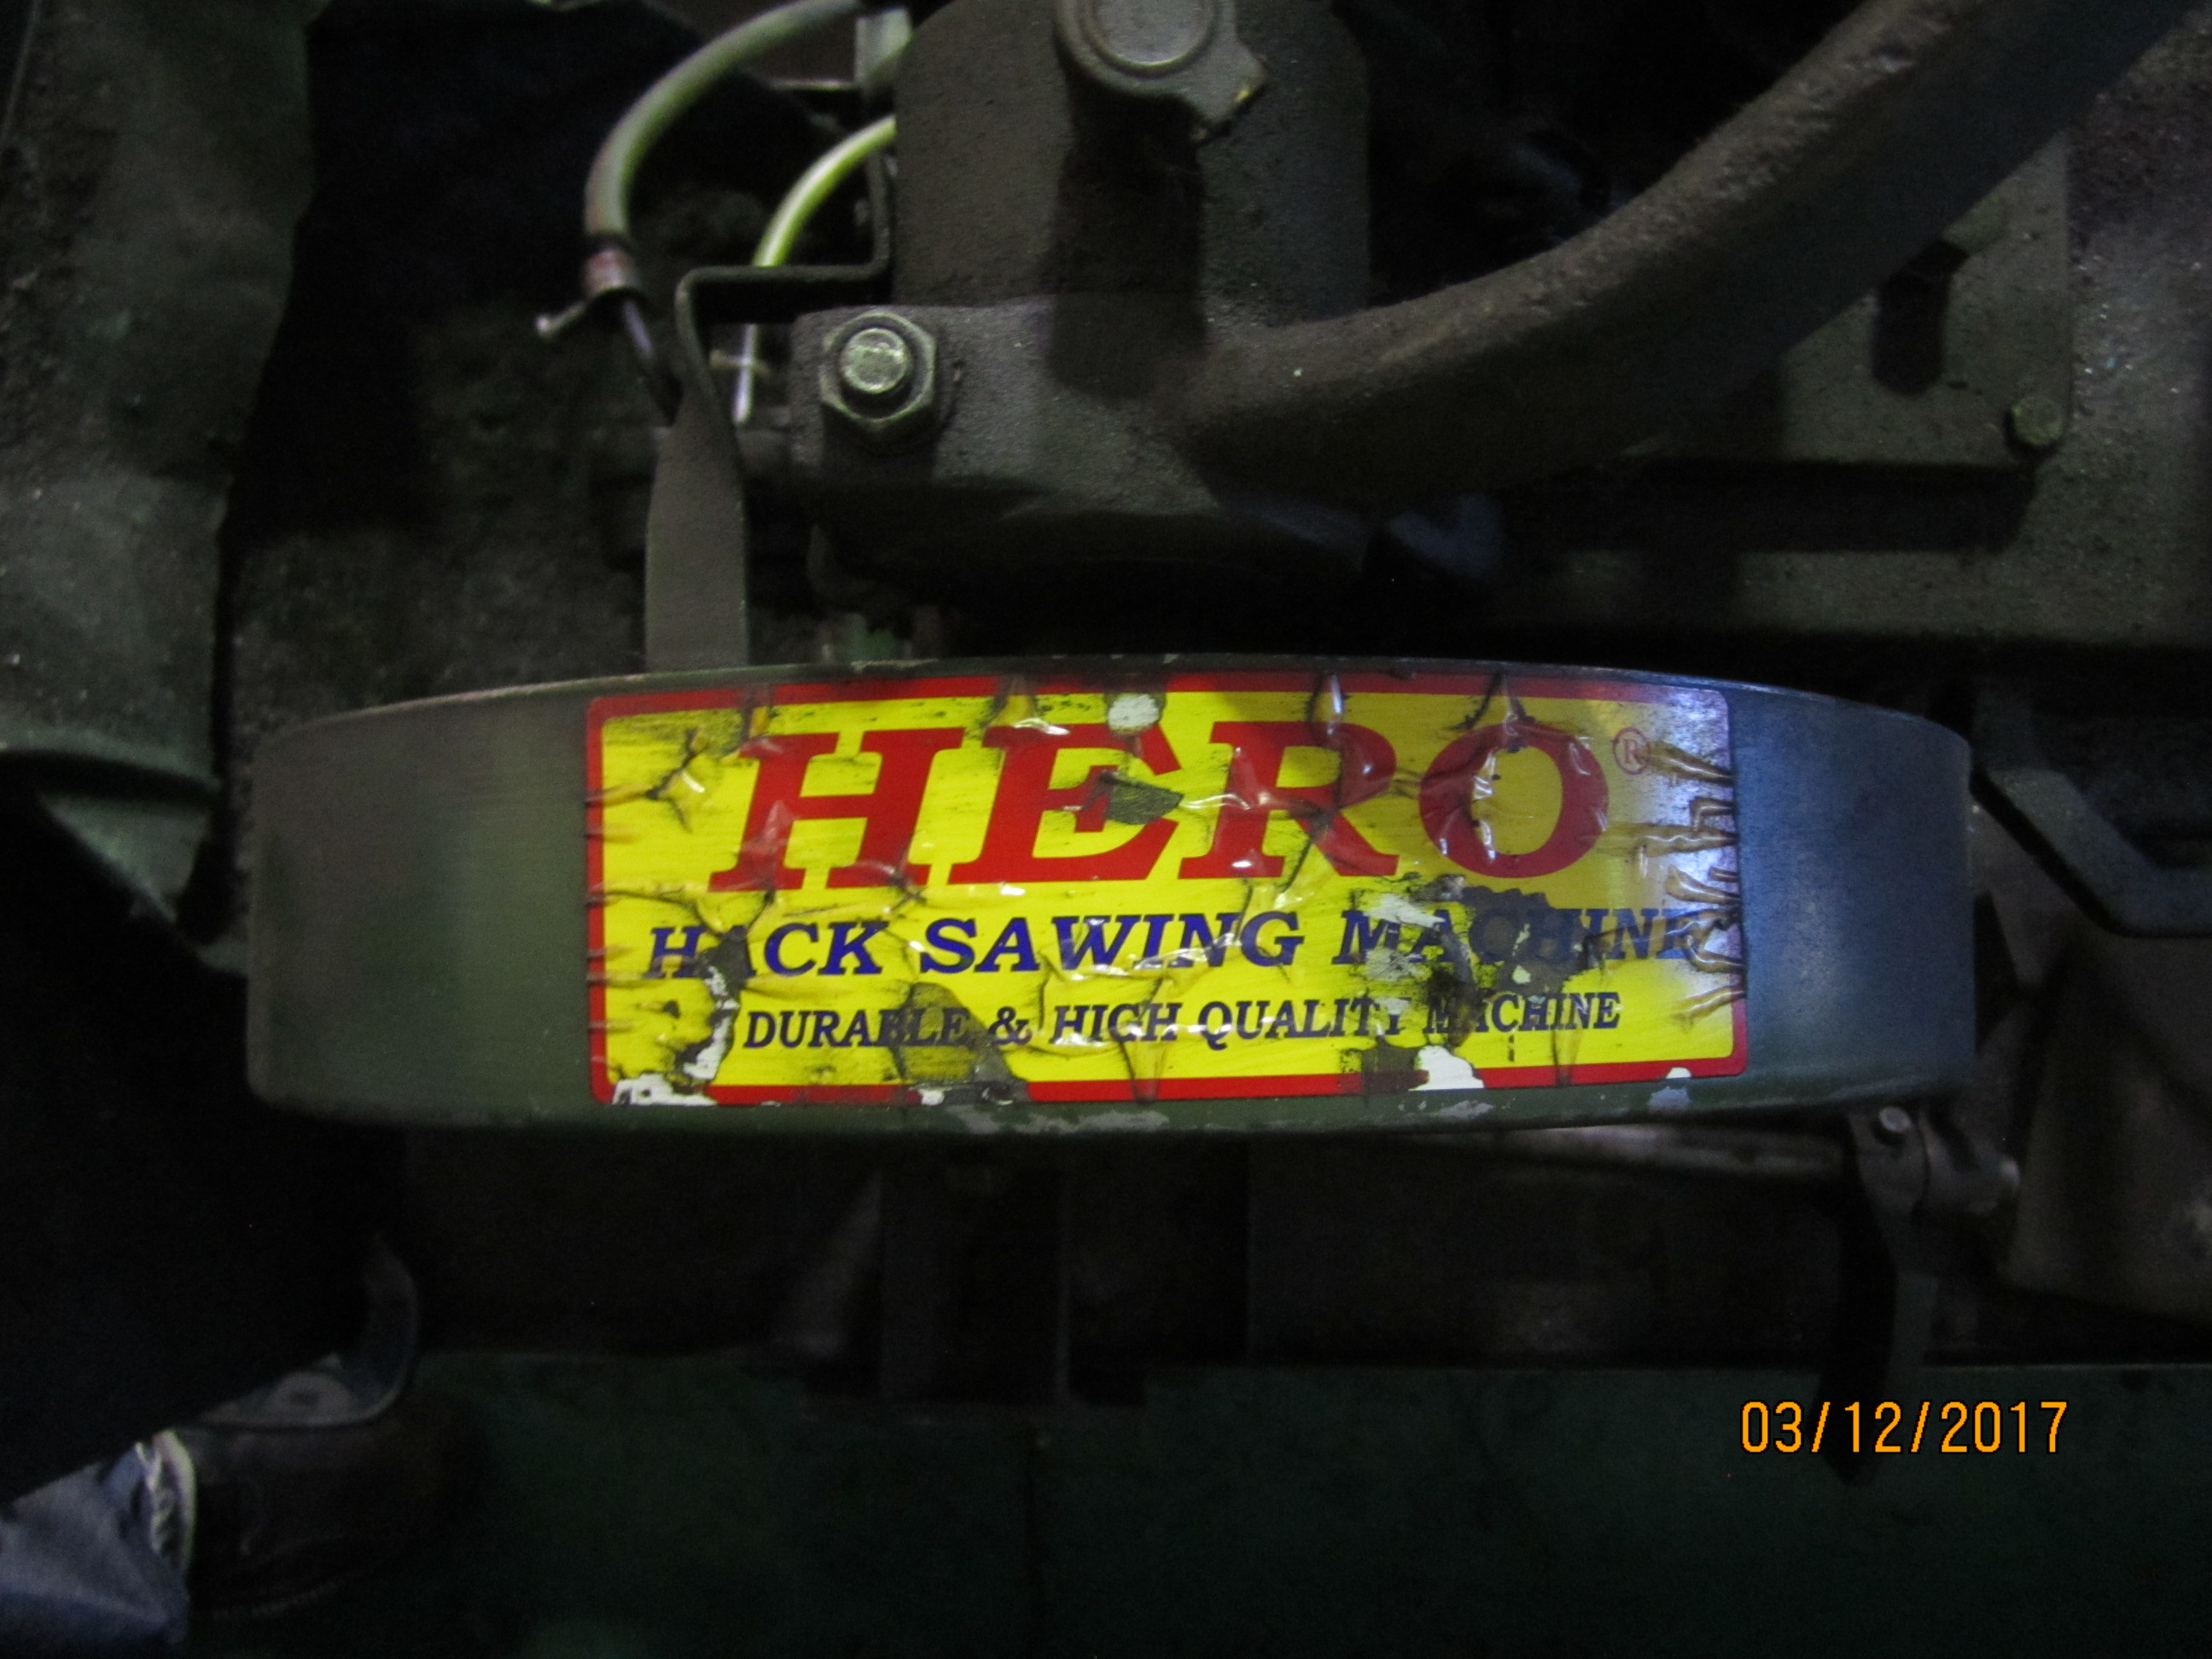 HERO®
HACK SAWING MACHINE
DURABLE & HIGH QUALITY MACHINE
03/12/2017